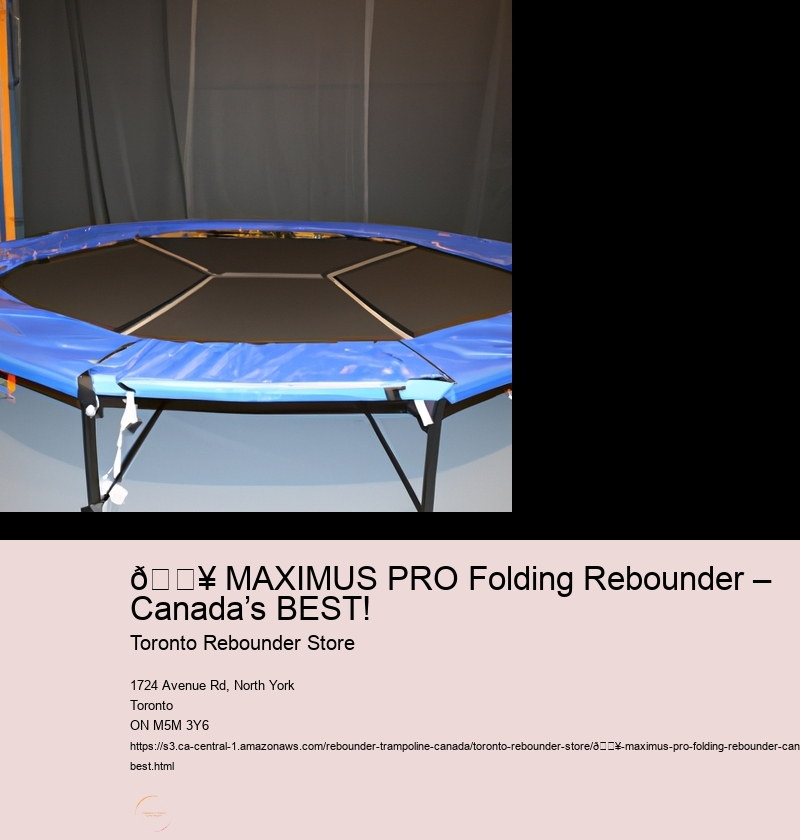 ð□□¥ MAXIMUS PRO Folding Rebounder –
Canada’s BEST!
Toronto Rebounder Store
1724 Avenue Rd, North York
Toronto
ON M5M 3Y6
https://s3.ca-central-1.amazonaws.com/rebounder-trampoline-canada/toronto-rebounder-store/ð□□¥-maximus-pro-folding-rebounder-can
best.html